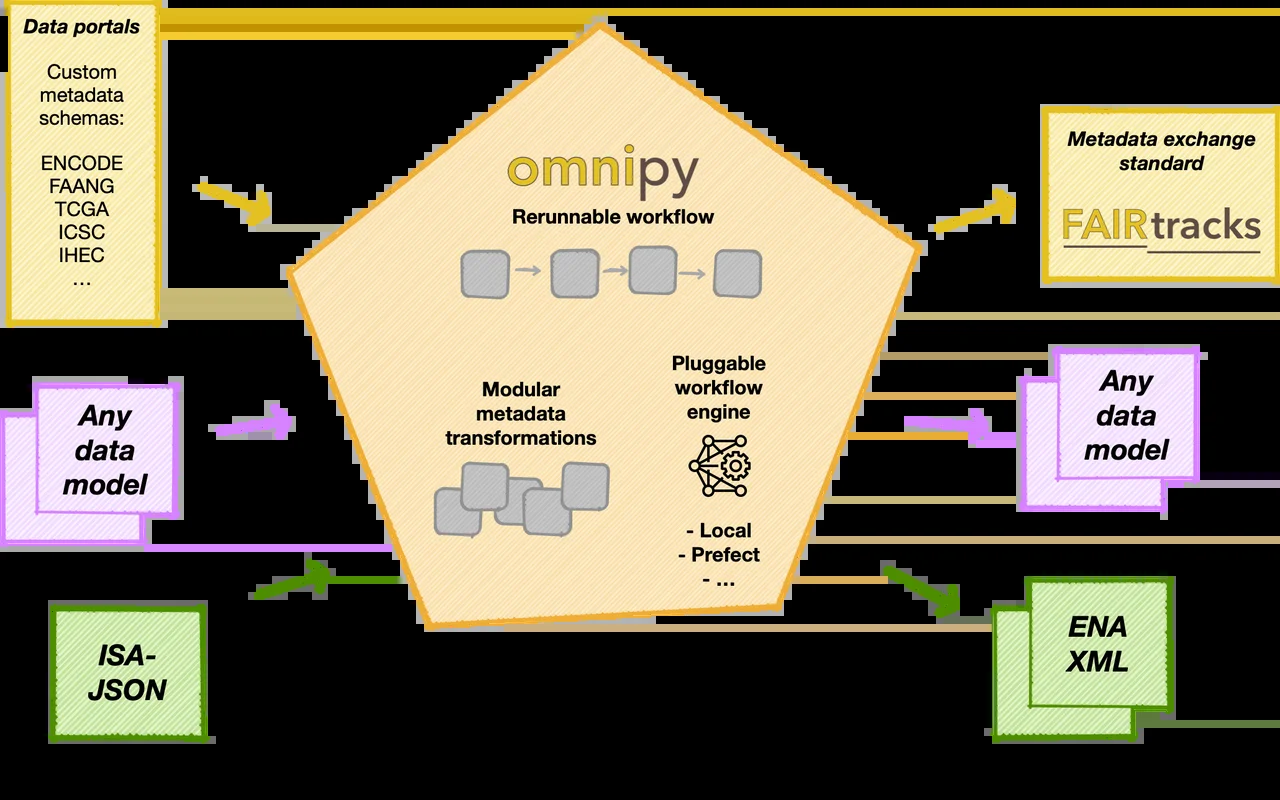 Data portals
Custom
metadata
schemas:
ENCODE
FAANG
TCGA
ICSC
IHEC
...
Any
data
model
ISA-
JSON
omnipy
Rerunnable workflow
Modular
metadata
transformations
Pluggable
workflow
engine
- Local
- Prefect
- ...
Metadata exchange
standard
FAIRtracks
Any
data
model
ENA
XML